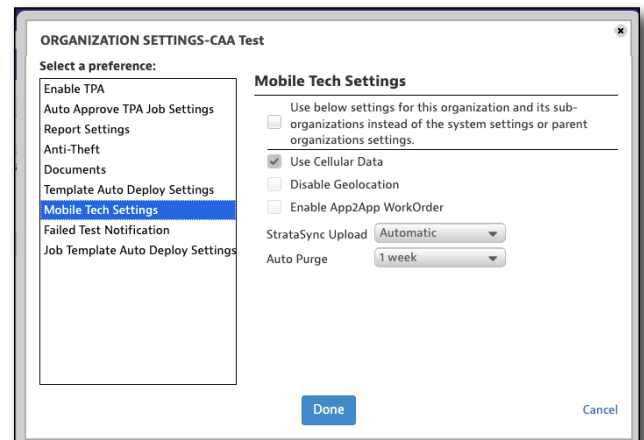 ORGANIZATION SETTINGS-CAA Test
Select a preference:
Enable TPA
Auto Approve TPA Job Settings
Report Settings
Anti-Theft
Documents
Template Auto Deploy Settings
Mobile Tech Settings
Failed Test Notification
Job Template Auto Deploy Settings
Mobile Tech Settings
Use below settings for this organization and its sub-
organizations instead of the system settings or parent
organizations settings.
Use Cellular Data
Disable Geolocation
Enable App2App WorkOrder
StrataSync Upload Automatic
Auto Purge 1 week
Done
Cancel